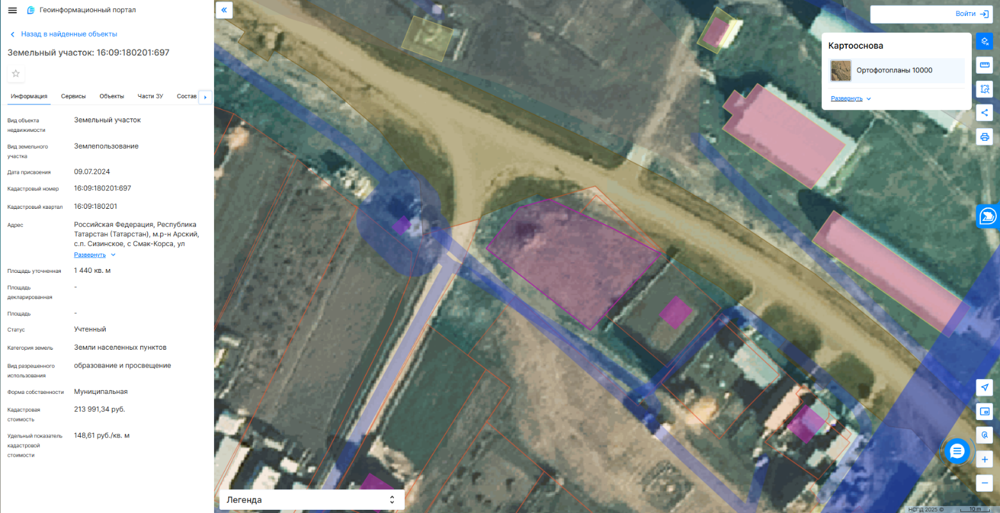 Геоинформационный портал
Назад в найденные объекты
Земельный участок: 16:09:180201:697
Информация Сервисы Объекты Части ЗУ Состав
Вид объекта недвижимости
Земельный участок
Вид земельного участка
Землепользование
Дата присвоения
09.07.2024
Кадастровый номер
16:09:180201:697
Кадастровый квартал
16:09:180201
Адрес
Российская Федерация, Республика
Татарстан (Татарстан), м.р-н Арский,
с.п. Сизинское, с Смак-Корса, ул
Развернуть
Площадь уточненная
1 440 кв. м
Площадь декларированная
-
Площадь
-
Статус
Учтенный
Категория земель
Земли населенных пунктов
Вид разрешенного использования
образование и просвещение
Форма собственности
Муниципальная
Кадастровая стоимость
213 991,34 руб.
Удельный показатель кадастровой стоимости
148,61 руб./кв. м
Войти
Картооснова
Ортофотопланы 10000
Развернуть
Легенда
НСПД 2025 ©
10 m